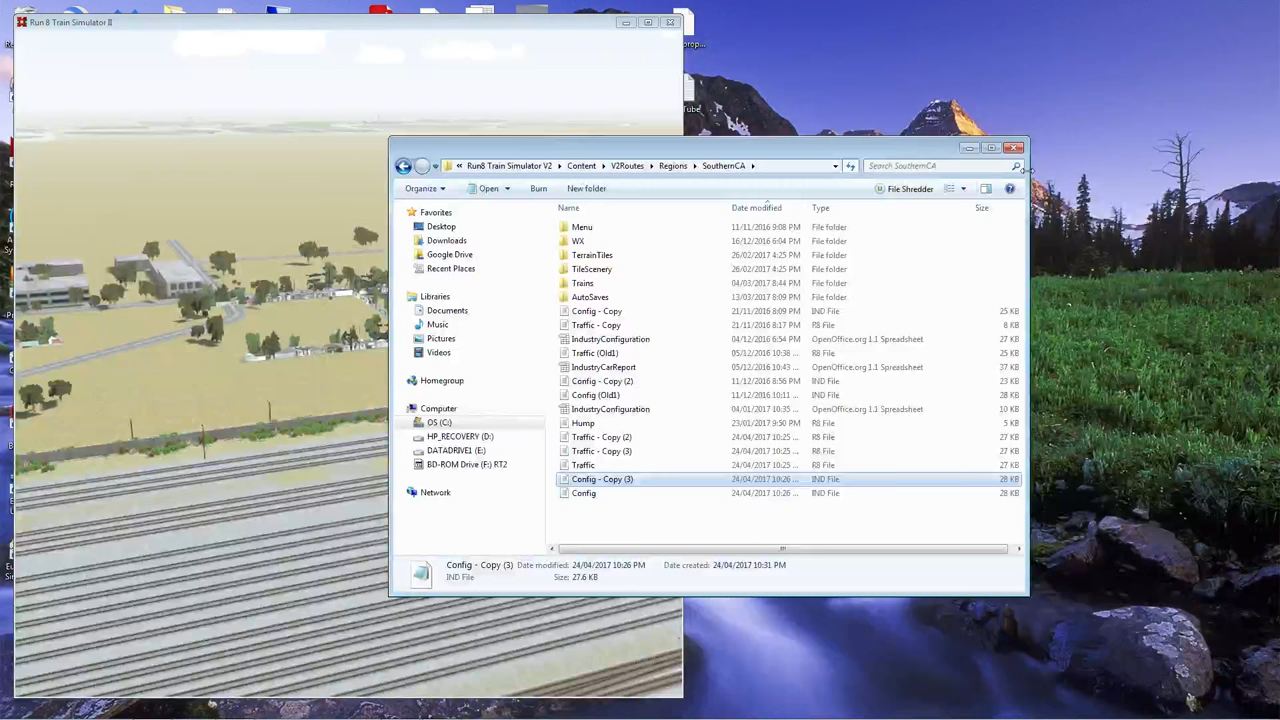 Run 8 Train Simulator II
Tube
« Run8 Train Simulator V2 ▸ Content ▸ V2Routes ▸ Regions ▸ SouthernCA ▸
Search SouthernCA
Organize Open Burn New folder File Shredder
Name Date modified Type Size
Favorites
Desktop
Downloads
Google Drive
Recent Places
Libraries
Documents
Music
Pictures
Videos
Homegroup
Computer
OS (C:)
HP_RECOVERY (D:)
DATADRIVE1 (E:)
BD-ROM Drive (F:) RT2
Network
Menu 11/11/2016 9:08 PM File folder
WX 16/12/2016 6:04 PM File folder
TerrainTiles 26/02/2017 4:25 PM File folder
TileScenery 26/02/2017 4:25 PM File folder
Trains 04/03/2017 8:44 PM File folder
AutoSaves 13/03/2017 8:09 PM File folder
Config - Copy 21/11/2016 8:09 PM IND File 25 KB
Traffic - Copy 21/11/2016 8:17 PM R8 File 8 KB
IndustryConfiguration 04/12/2016 6:54 PM OpenOffice.org 1.1 Spreadsheet 27 KB
Traffic (Old1) 05/12/2016 10:38 ... R8 File 25 KB
IndustryCarReport 05/12/2016 10:43 ... OpenOffice.org 1.1 Spreadsheet 37 KB
Config - Copy (2) 11/12/2016 8:56 PM IND File 23 KB
Config (Old1) 16/12/2016 10:11 ... IND File 29 KB
IndustryConfiguration 04/01/2017 10:35 ... OpenOffice.org 1.1 Spreadsheet 10 KB
Hump 23/01/2017 9:50 PM R8 File 5 KB
Traffic - Copy (2) 24/04/2017 10:25 ... R8 File 27 KB
Traffic - Copy (3) 24/04/2017 10:25 ... R8 File 27 KB
Traffic 24/04/2017 10:25 ... R8 File 27 KB
Config - Copy (3) 24/04/2017 10:26 ... IND File 28 KB
Config 24/04/2017 10:26 ... IND File 28 KB
Config - Copy (3) Date modified: 24/04/2017 10:26 PM Date created: 24/04/2017 10:31 PM
IND File Size: 27.6 KB